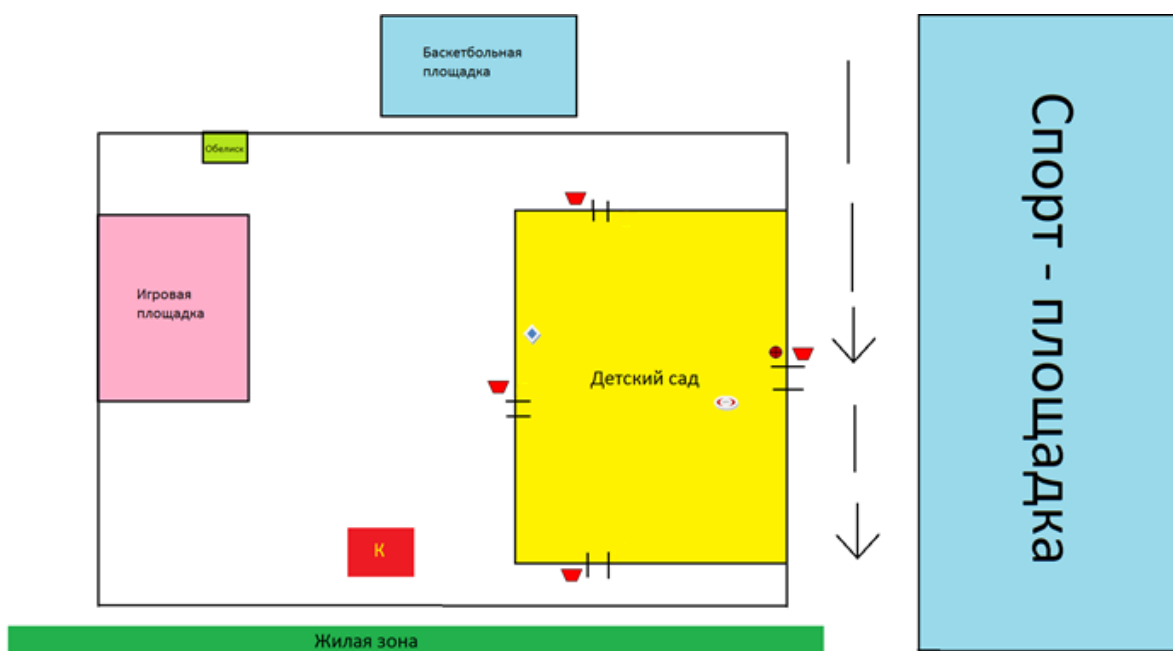 Баскетбольная
площадка
Обелиск
Игровая
площадка
Детский сад
К
Жилая зона
Спорт - площадка